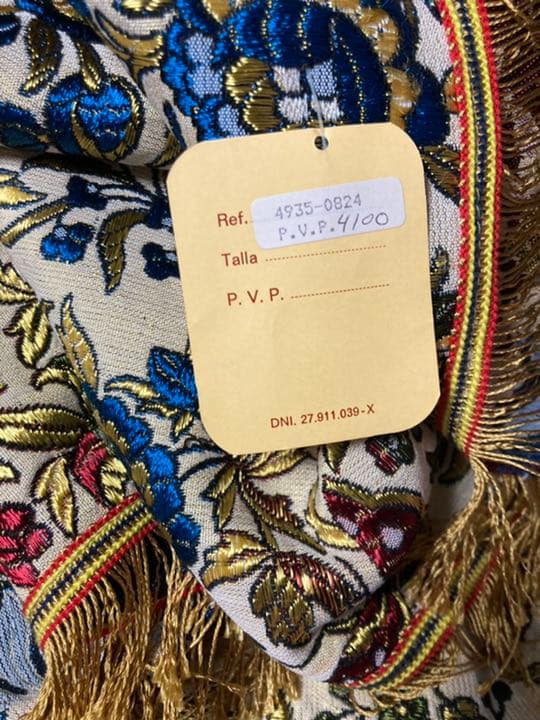 Ref. 4935-0824
P.V.P. 4100
Talla
P. V. P.
DNI. 27.911.039-X